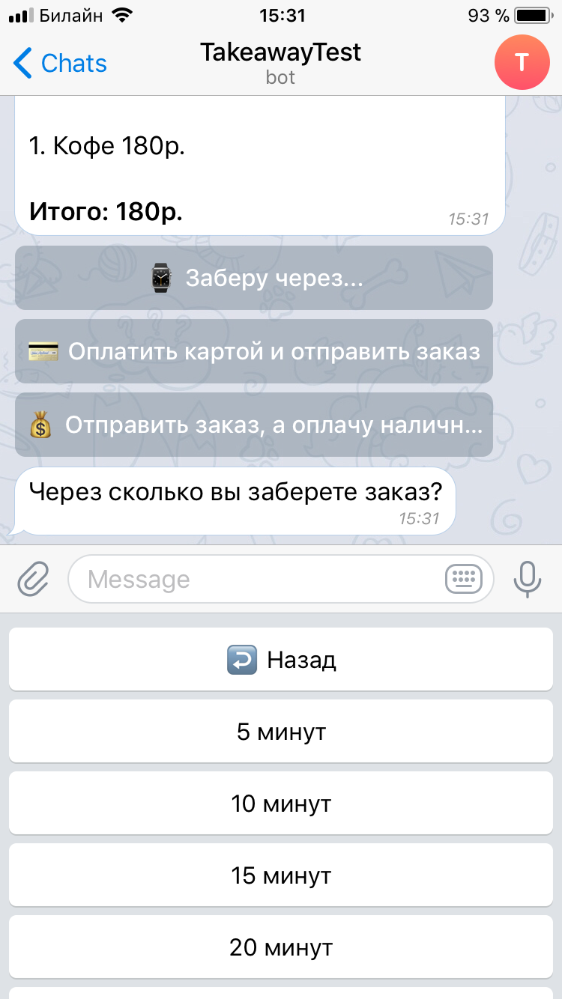 Билайн 15:31 93 %
Chats TakeawayTest T
bot
1. Кофе 180р.
Итого: 180р.
15:31
Заберу через...
Оплатить картой и отправить заказ
Отправить заказ, а оплачу наличн...
Через сколько вы заберете заказ?
15:31
Message
Назад
5 минут
10 минут
15 минут
20 минут